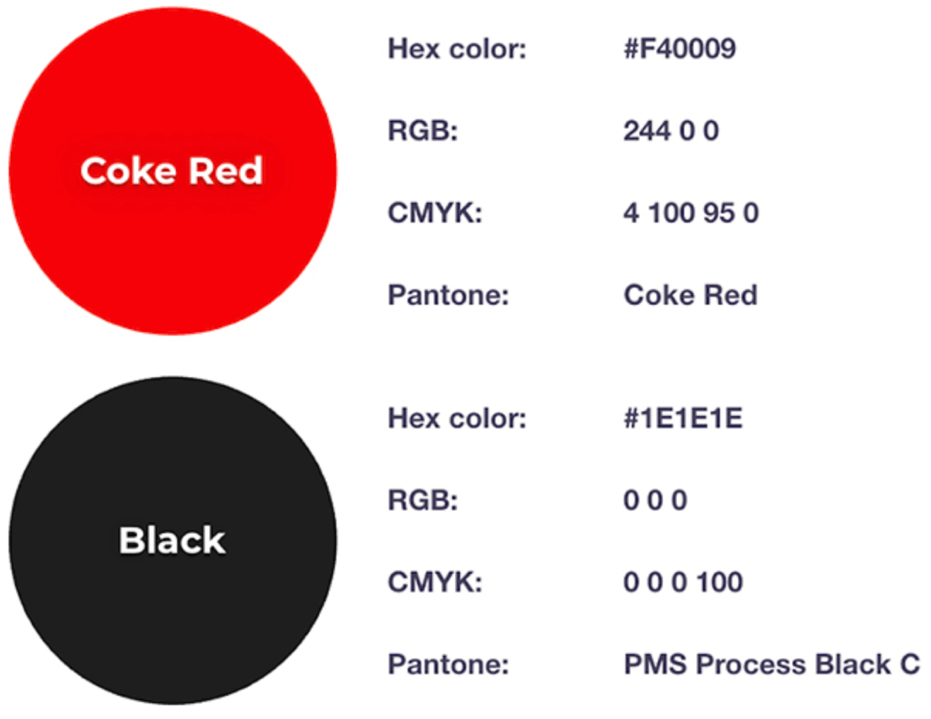 Coke Red
Hex color: #F40009
RGB: 244 0 0
CMYK: 4 100 95 0
Pantone: Coke Red
Black
Hex color: #1E1E1E
RGB: 0 0 0
CMYK: 0 0 0 100
Pantone: PMS Process Black C